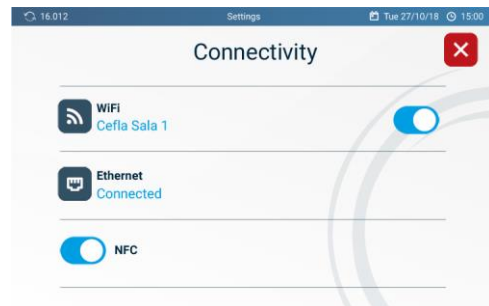 16.012 Settings Tue 27/10/18 15:00
Connectivity
WiFi
Cefla Sala 1
Ethernet
Connected
NFC